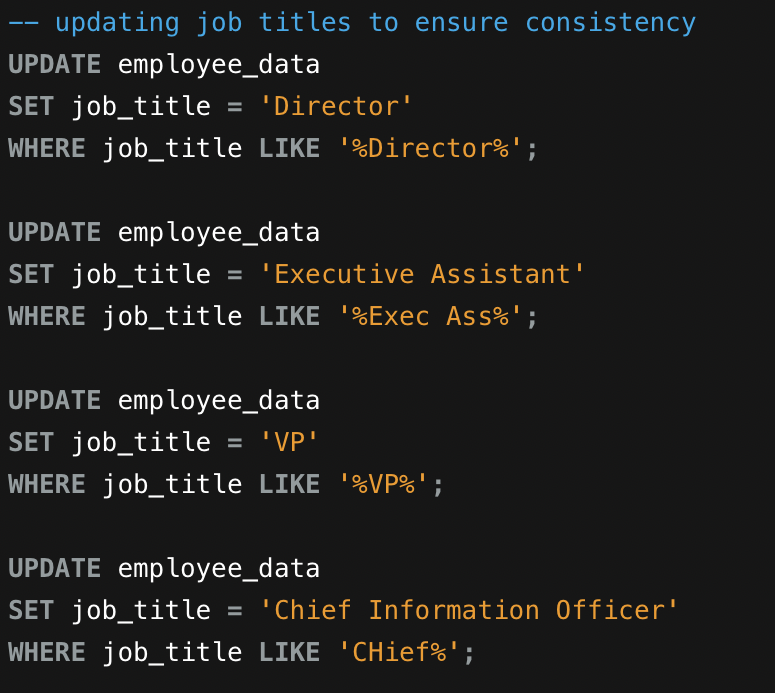 -- updating job titles to ensure consistency
UPDATE employee_data
SET job_title = 'Director'
WHERE job_title LIKE '%Director%';
UPDATE employee_data
SET job_title = 'Executive Assistant'
WHERE job_title LIKE '%Exec Ass%';
UPDATE employee_data
SET job_title = 'VP'
WHERE job_title LIKE '%VP%';
UPDATE employee_data
SET job_title = 'Chief Information Officer'
WHERE job_title LIKE 'CHief%';